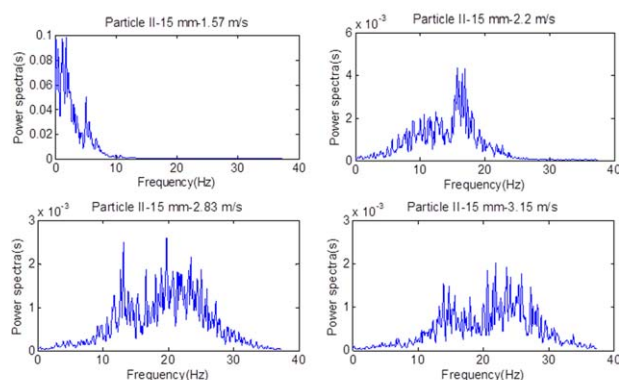 Particle II-15 mm-1.57 m/s
Power spectra(s)
0.1
0.08
0.06
0.04
0.02
0
0 10 20 30 40
Frequency(Hz)
Particle II-15 mm-2.2 m/s
x 10^-3
Power spectra(s)
6
4
2
0
0 10 20 30 40
Frequency(Hz)
Particle II-15 mm-2.83 m/s
x 10^-3
Power spectra(s)
3
2
1
0
0 10 20 30 40
Frequency(Hz)
Particle II-15 mm-3.15 m/s
x 10^-3
Power spectra(s)
3
2
1
0
0 10 20 30 40
Frequency(Hz)